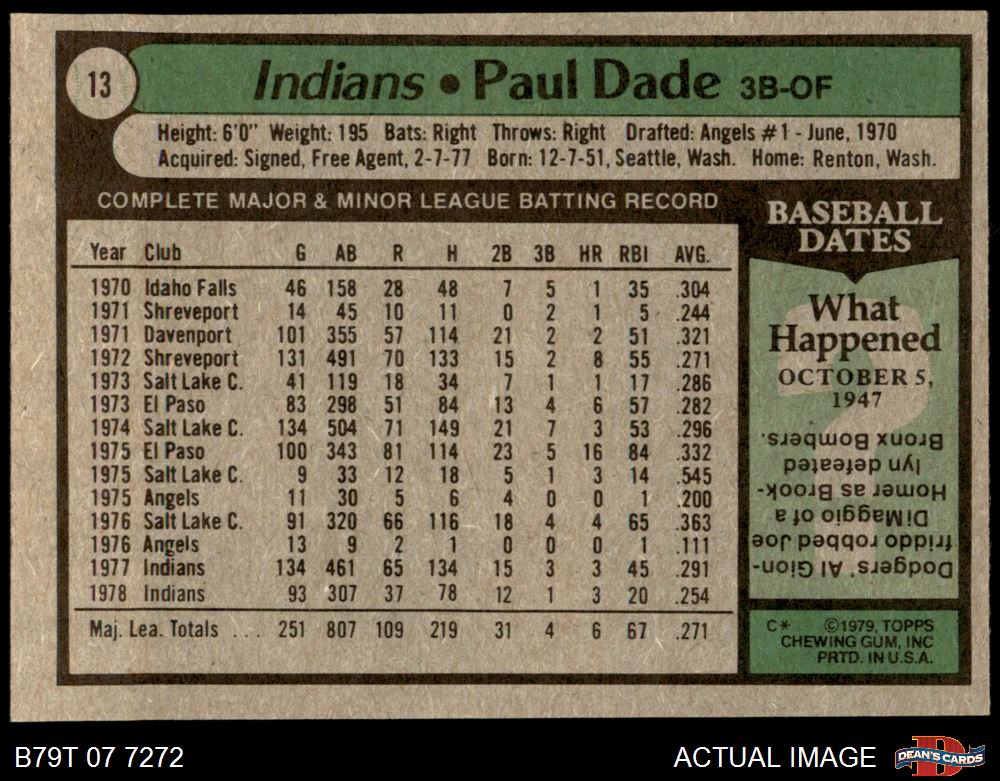 13
Indians • Paul Dade 3B-OF
Height: 6'0" Weight: 195 Bats: Right Throws: Right Drafted: Angels #1 - June, 1970
Acquired: Signed, Free Agent, 2-7-77 Born: 12-7-51, Seattle, Wash. Home: Renton, Wash.
COMPLETE MAJOR & MINOR LEAGUE BATTING RECORD
Year Club G AB R H 2B 3B HR RBI AVG.
1970 Idaho Falls 46 158 28 48 7 5 1 35 .304
1971 Shreveport 14 45 10 11 0 2 1 5 .244
1971 Davenport 101 355 57 114 21 2 2 51 .321
1972 Shreveport 131 491 70 133 15 2 8 55 .271
1973 Salt Lake C. 41 119 18 34 7 1 1 17 .286
1973 El Paso 83 298 51 84 13 4 6 57 .282
1974 Salt Lake C. 134 504 71 149 21 7 3 53 .296
1975 El Paso 100 343 81 114 23 5 16 84 .332
1975 Salt Lake C. 9 33 12 18 5 1 3 14 .545
1975 Angels 11 30 5 6 4 0 0 1 .200
1976 Salt Lake C. 91 320 66 116 18 4 4 65 .363
1976 Angels 13 9 2 1 0 0 0 1 .111
1977 Indians 134 461 65 134 15 3 3 45 .291
1978 Indians 93 307 37 78 12 1 3 20 .254
Maj. Lea. Totals ... 251 807 109 219 31 4 6 67 .271
BASEBALL
DATES
What
Happened
OCTOBER 5,
1947
Dodgers' Al Gion-
friddo robbed Joe
DiMaggio of a
Homer as Brook-
lyn defeated
Bronx Bombers.
C* ©1979, TOPPS
CHEWING GUM, INC
PRTD. IN U.S.A.
B79T 07 7272
ACTUAL IMAGE
DEAN'S CARDS